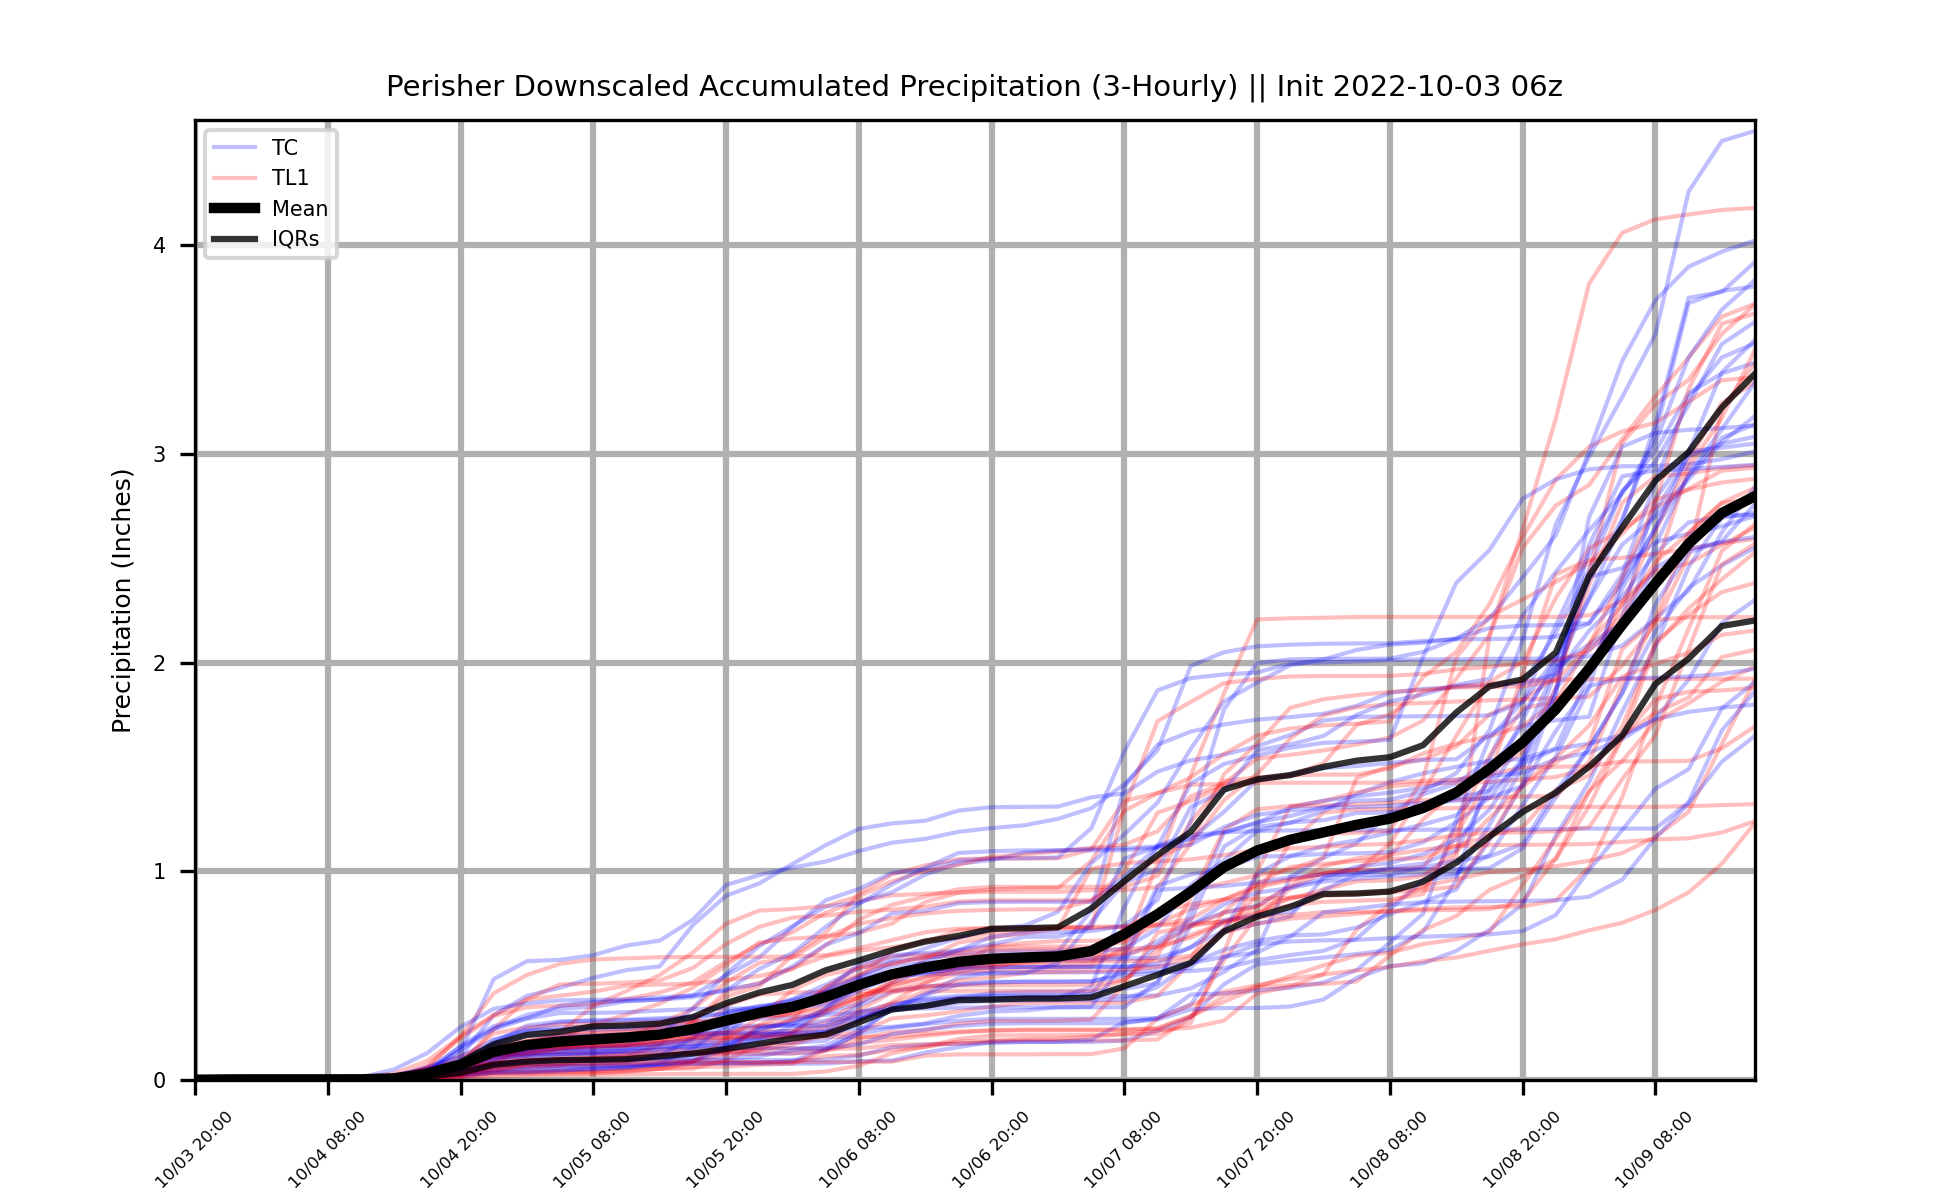 Perisher Downscaled Accumulated Precipitation (3-Hourly) || Init 2022-10-03 06z
TC
TL1
Mean
IQRs
Precipitation (Inches)
4
3
2
1
0
10/03 20:00
10/04 08:00
10/04 20:00
10/05 08:00
10/05 20:00
10/06 08:00
10/06 20:00
10/07 08:00
10/07 20:00
10/08 08:00
10/08 20:00
10/09 08:00